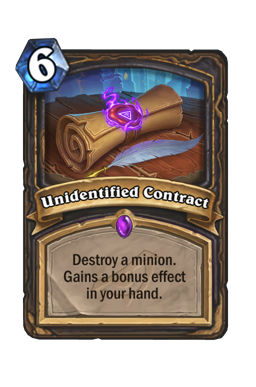 6
Unidentified Contract
Destroy a minion.
Gains a bonus effect
in your hand.